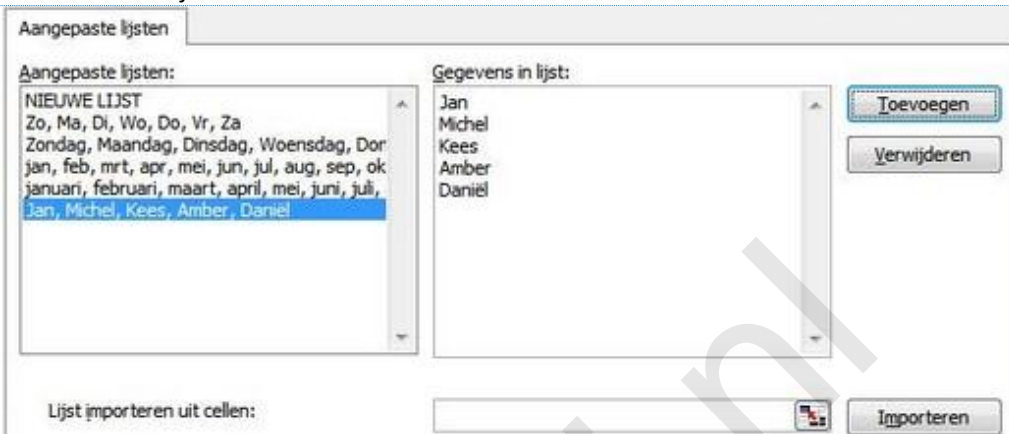 Aangepaste lijsten
Aangepaste lijsten:
NIEUWE LIJST
Zo, Ma, Di, Wo, Do, Vr, Za
Zondag, Maandag, Dinsdag, Woensdag, Don
jan, feb, mrt, apr, mei, jun, jul, aug, sep, ok
januari, februari, maart, april, mei, juni, juli,
Jan, Michel, Kees, Amber, Daniël
Gegevens in lijst:
Jan
Michel
Kees
Amber
Daniël
Toevoegen
Verwijderen
Lijst importeren uit cellen:
Importeren
nl